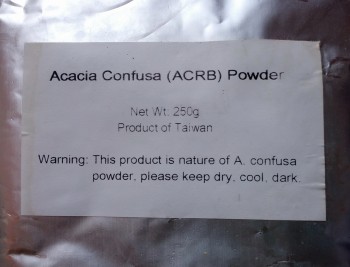 Acacia Confusa (ACRB) Powder
Net Wt: 250g
Product of Taiwan
Warning: This product is nature of A. confusa
powder, please keep dry, cool, dark.